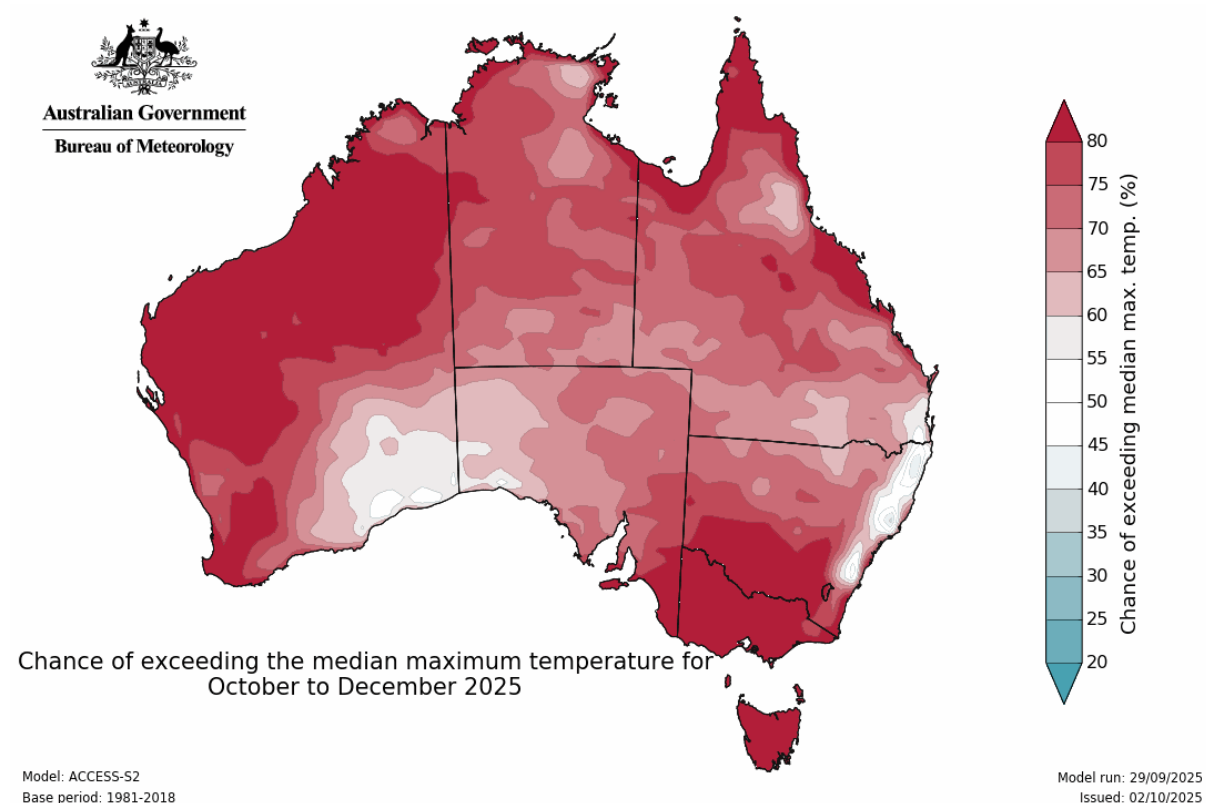 Australian Government
Bureau of Meteorology
80
75
70
65
60
55
50
45
40
35
30
25
20
Chance of exceeding median max. temp. (%)
Chance of exceeding the median maximum temperature for
October to December 2025
Model: ACCESS-S2
Base period: 1981-2018
Model run: 29/09/2025
Issued: 02/10/2025